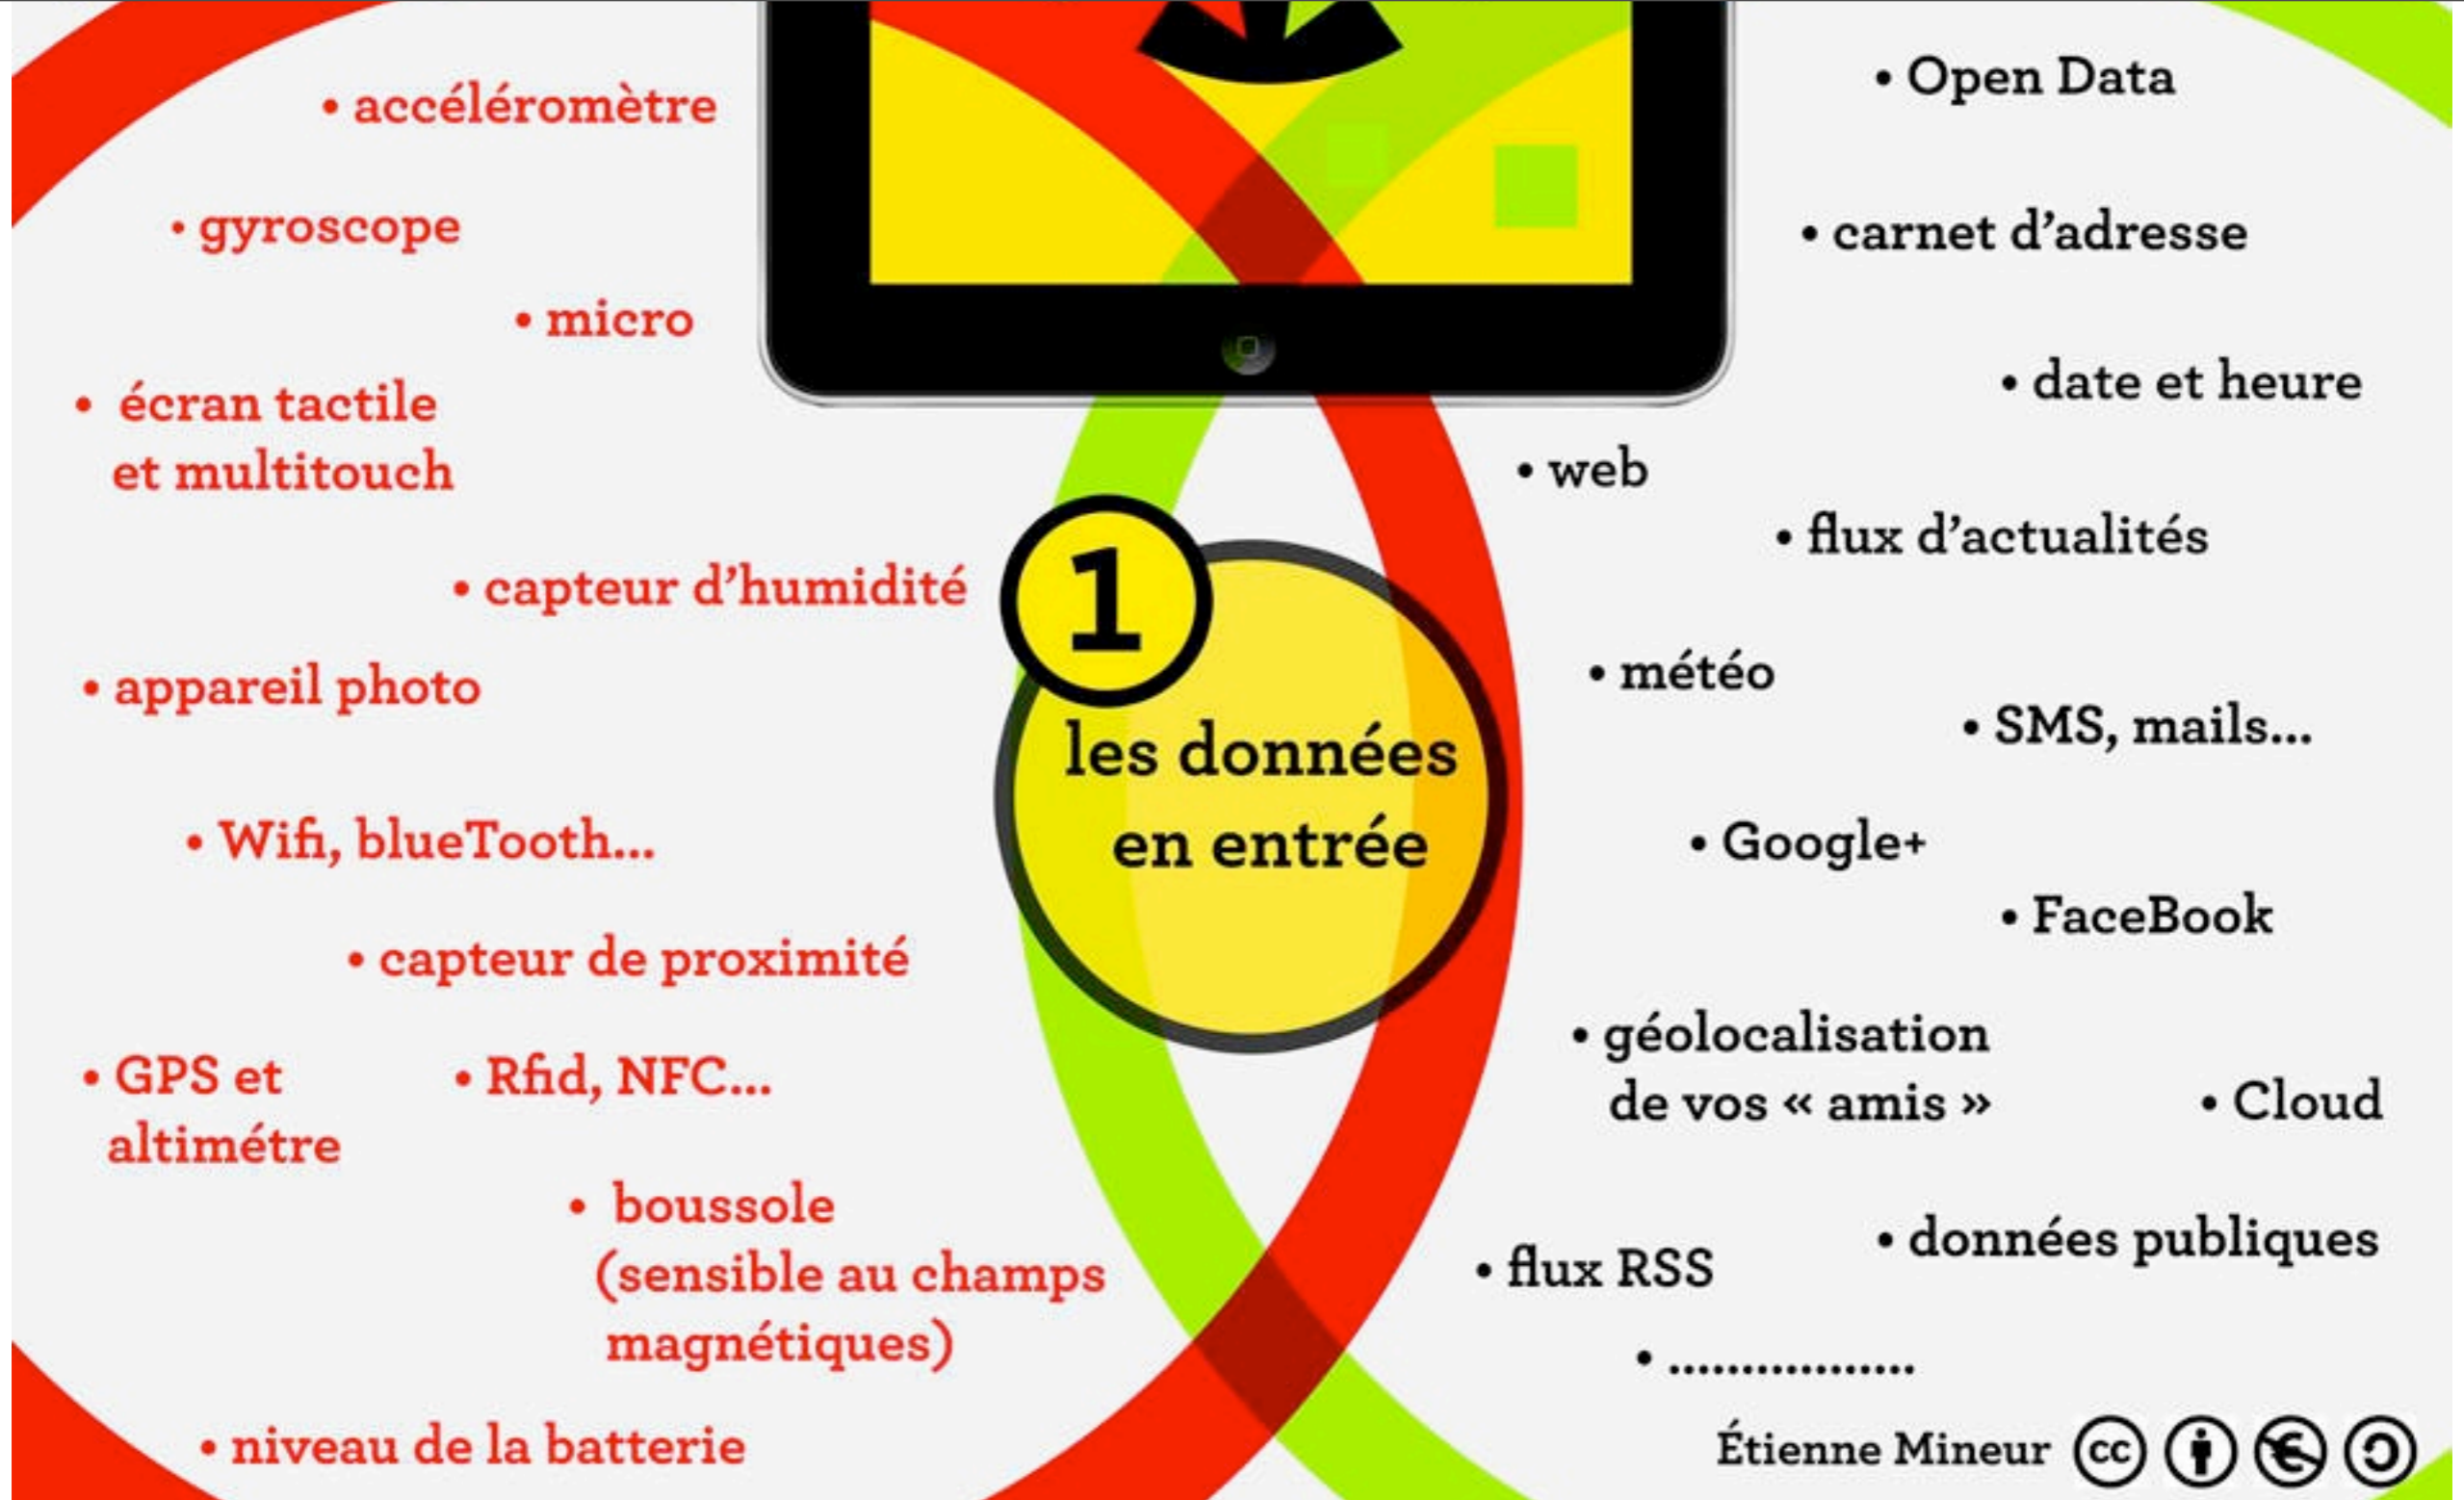 • accéléromètre
• gyroscope
• micro
• écran tactile
et multitouch
• capteur d’humidité
• appareil photo
• Wifi, blueTooth...
• capteur de proximité
• GPS et
altimétre
• Rfid, NFC...
• boussole
(sensible au champs
magnétiques)
• niveau de la batterie
1
les données
en entrée
• Open Data
• carnet d’adresse
• date et heure
• web
• flux d’actualités
• météo
• SMS, mails...
• Google+
• FaceBook
• géolocalisation
de vos « amis »
• Cloud
• données publiques
• flux RSS
• .................
Étienne Mineur cc